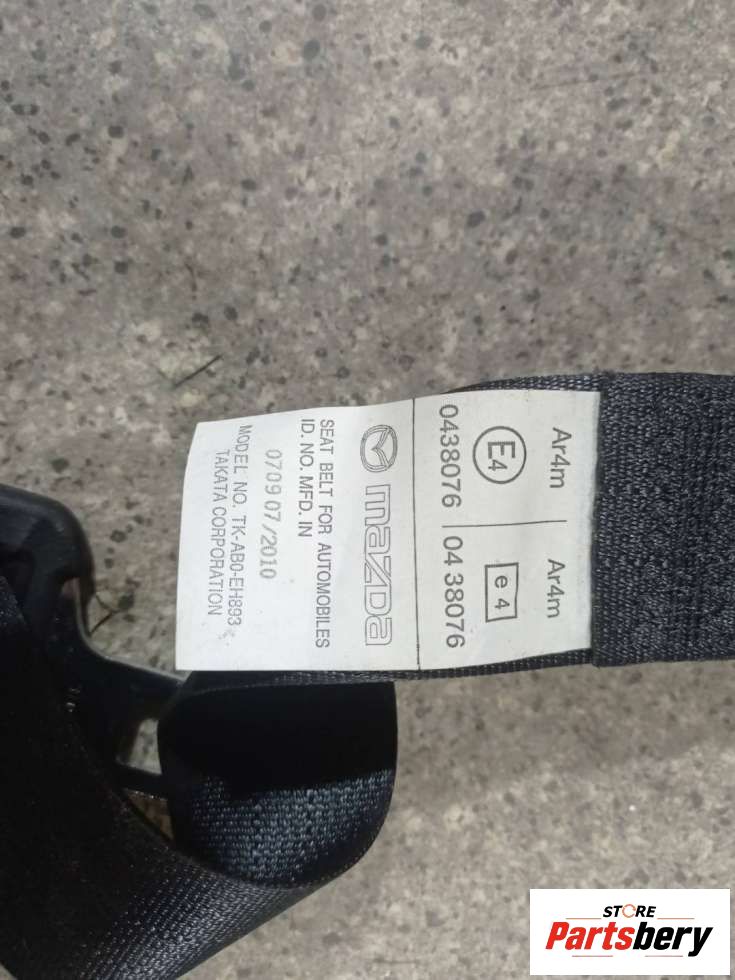 Ar4m Ar4m
E4 e4
0438076 04 38076
mazda
SEAT BELT FOR AUTOMOBILES
ID. NO. MFD. IN
0709 07/2010
MODEL NO. TK-AB0-EH893
TAKATA CORPORATION
STORE
Partsbery